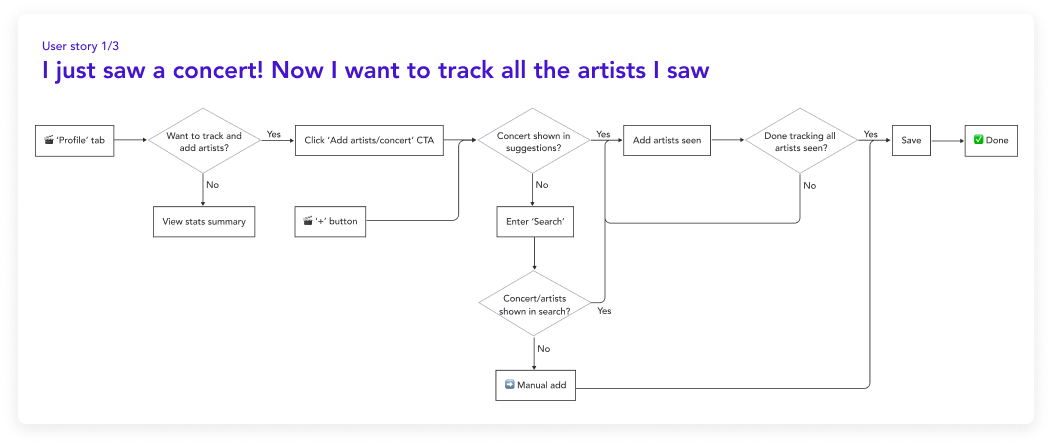 User story 1/3
I just saw a concert! Now I want to track all the artists I saw
🎬 ‘Profile’ tab
Want to track and
add artists?
Yes
No
View stats summary
Click ‘Add artists/concert’ CTA
🎬 ‘+’ button
Concert shown in
suggestions?
Yes
No
Enter ‘Search’
Concert/artists
shown in search?
Yes
No
➡️ Manual add
Add artists seen
Done tracking all
artists seen?
Yes
No
Save
✅ Done